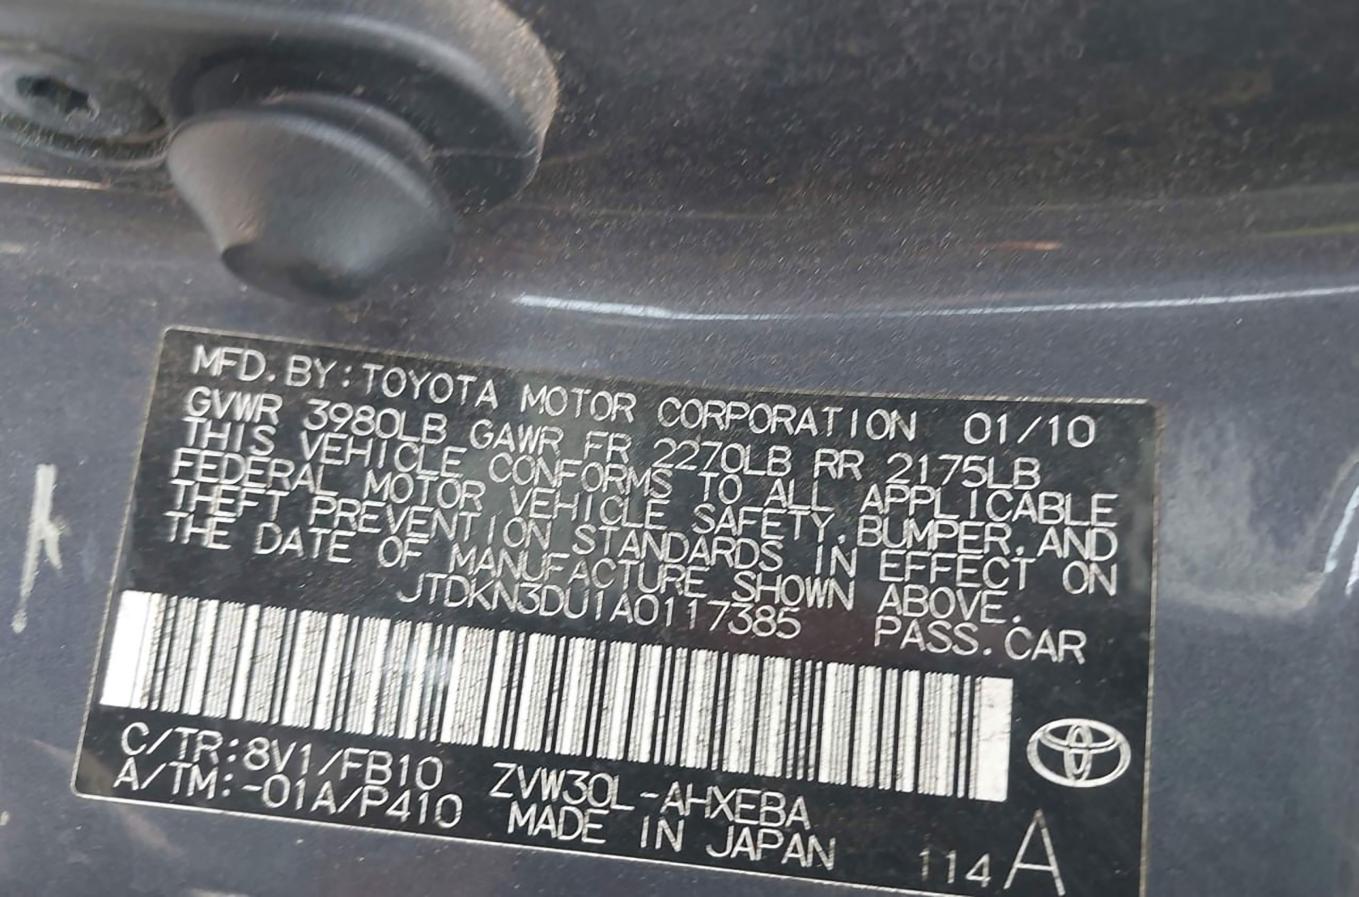 MFD.BY:TOYOTA MOTOR CORPORATION 01/10
GVWR 3980LB GAWR FR 2270LB RR 2175LB
THIS VEHICLE CONFORMS TO ALL APPLICABLE
FEDERAL MOTOR VEHICLE SAFETY,BUMPER,AND
THEFT PREVENTION STANDARDS IN EFFECT ON
THE DATE OF MANUFACTURE SHOWN ABOVE.
JTDKN3DU1A0117385 PASS.CAR
C/TR:8V1/FB10 ZVW30L-AHXEBA
A/TM:-01A/P410 MADE IN JAPAN 114 A